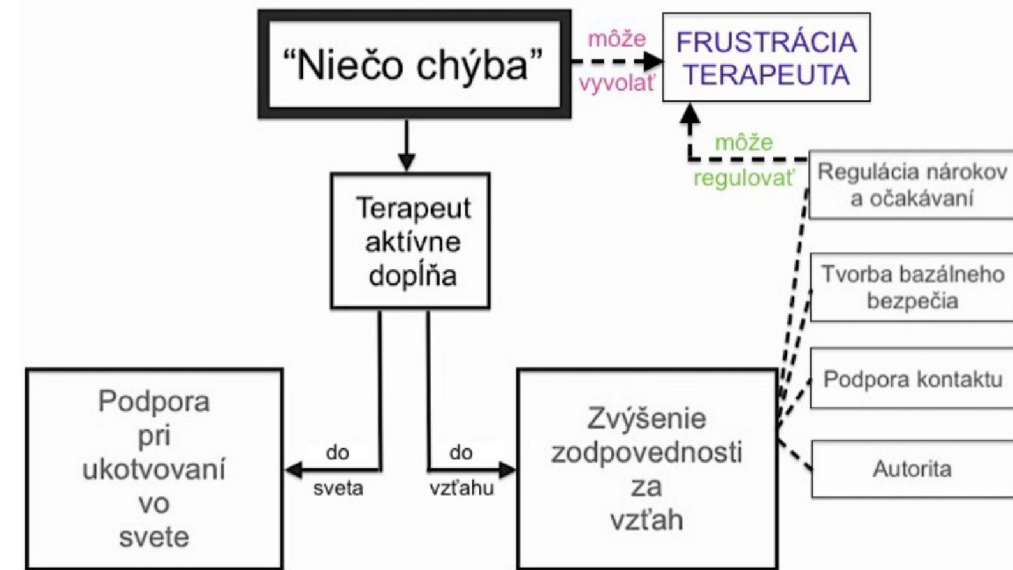 “Niečo chýba”
môže
vyvolať
FRUSTRÁCIA
TERAPEUTA
môže
regulovať
Regulácia nárokov
a očakávaní
Terapeut
aktívne
dopĺňa
Tvorba bazálneho
bezpečia
Podpora kontaktu
Autorita
Podpora
pri
ukotvovaní
vo
svete
do
sveta
do
vzťahu
Zvýšenie
zodpovednosti
za
vzťah